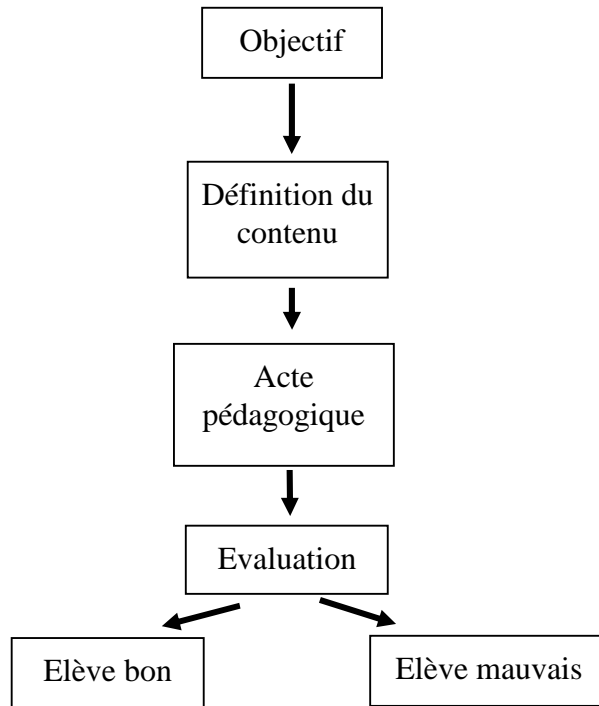 Objectif
Définition du
contenu
Acte
pédagogique
Evaluation
Elève bon
Elève mauvais